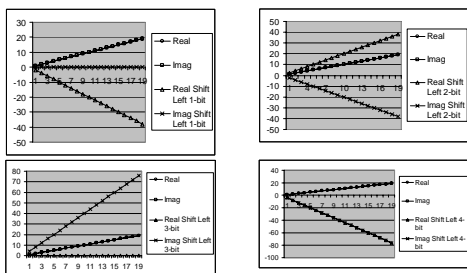 30
20
10
0
-10
-20
-30
-40
-50
1 3 5 7 9 11 13 15 17 19
Real
Imag
Real Shift
Left 1-bit
Imag Shift
Left 1-bit
50
40
30
20
10
0
-10
-20
-30
-40
-50
1 3 5 7 9 11 13 15 17 19
Real
Imag
Real Shift
Left 2-bit
Imag Shift
Left 2-bit
80
70
60
50
40
30
20
10
0
1 3 5 7 9 11 13 15 17 19
Real
Imag
Real Shift Left
3-bit
Imag Shift Left
3-bit
40
20
0
-20
-40
-60
-80
-100
1 3 5 7 9 11 13 15 17 19
Real
Imag
Real Shift Left 4-
bit
Imag Shift Left 4-
bit